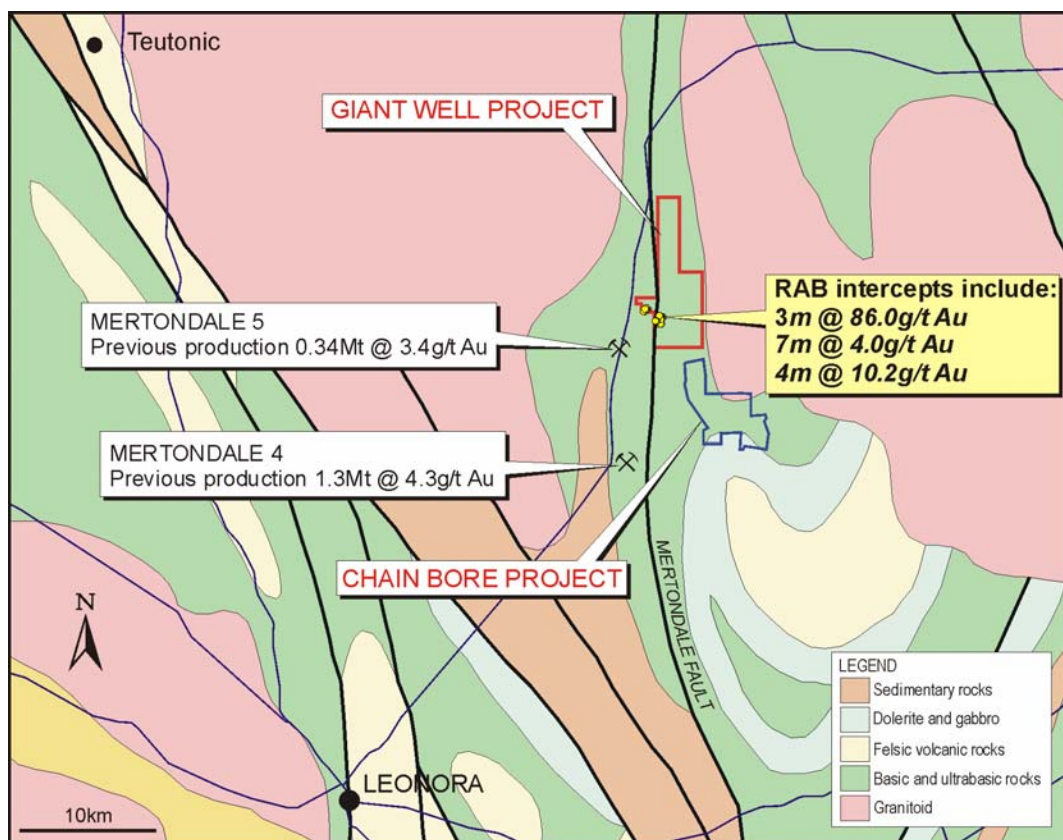 Teutonic
GIANT WELL PROJECT
RAB intercepts include:
3m @ 86.0g/t Au
7m @ 4.0g/t Au
4m @ 10.2g/t Au
MERTONDALE 5
Previous production 0.34Mt @ 3.4g/t Au
MERTONDALE 4
Previous production 1.3Mt @ 4.3g/t Au
CHAIN BORE PROJECT
MERTONDALE FAULT
N
LEONORA
10km
LEGEND
Sedimentary rocks
Dolerite and gabbro
Felsic volcanic rocks
Basic and ultrabasic rocks
Granitoid